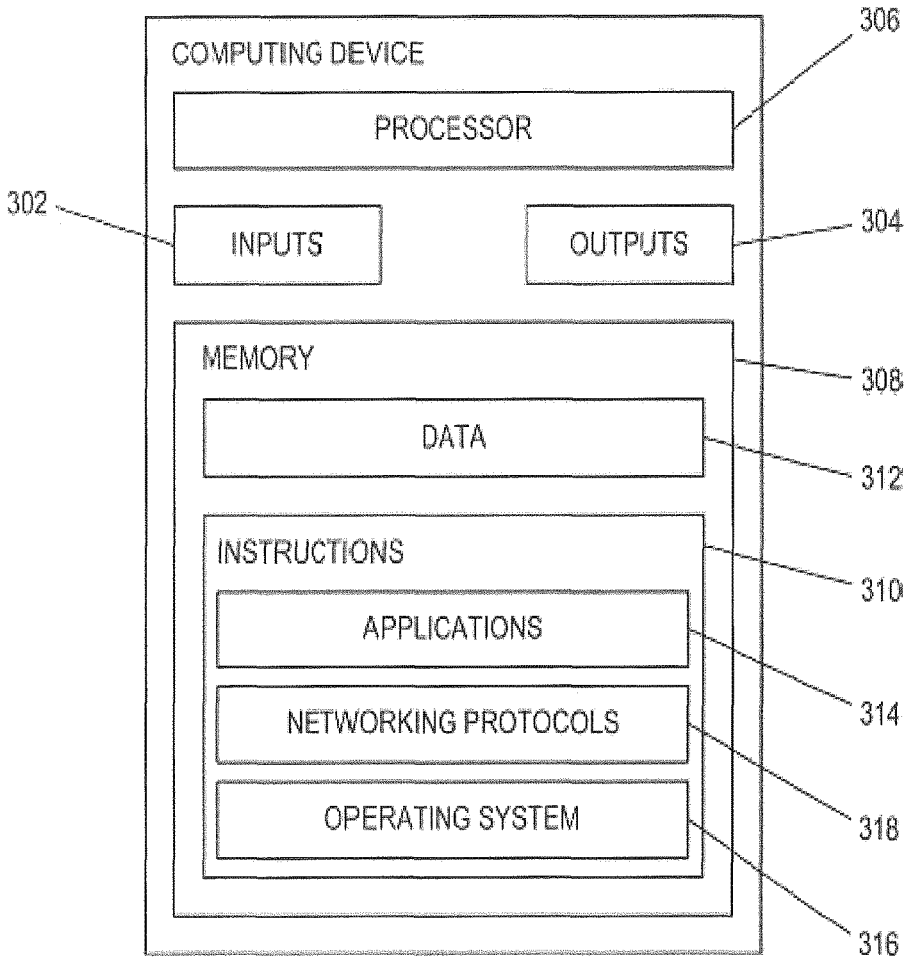 306
COMPUTING DEVICE
PROCESSOR
302
304
INPUTS
OUTPUTS
MEMORY
308
DATA
312
INSTRUCTIONS
310
APPLICATIONS
314
NETWORKING PROTOCOLS
318
OPERATING SYSTEM
316